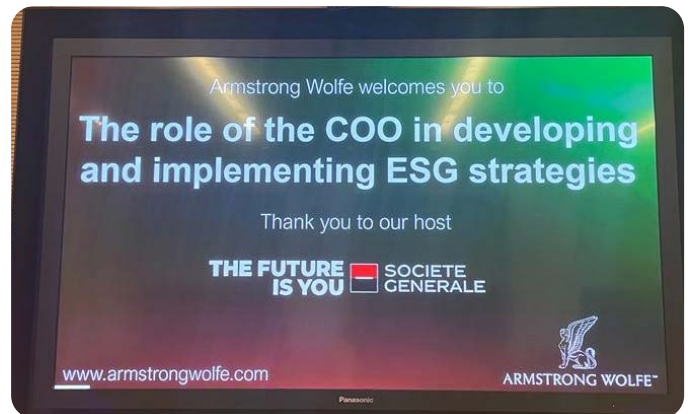 Armstrong Wolfe welcomes you to
The role of the COO in developing
and implementing ESG strategies
Thank you to our host
THE FUTURE
IS YOU
SOCIETE
GENERALE
www.armstrongwolfe.com
ARMSTRONG WOLFE™
Panasonic